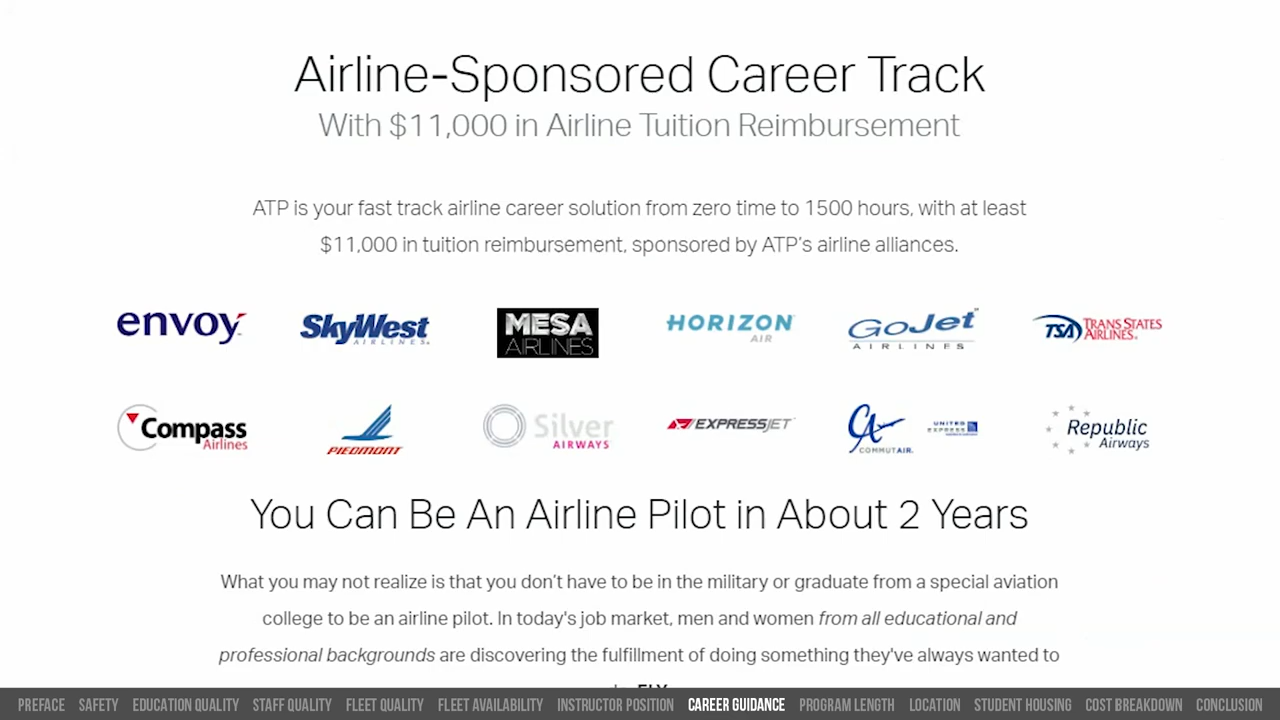 Airline-Sponsored Career Track
With $11,000 in Airline Tuition Reimbursement
ATP is your fast track airline career solution from zero time to 1500 hours, with at least
$11,000 in tuition reimbursement, sponsored by ATP's airline alliances.
envoy
SkyWest
AIRLINES
MESA
AIRLINES
HORIZON
AIR
GoJet
AIRLINES
TSA TRANS STATES
AIRLINES
Compass
Airlines
PIEDMONT
Silver
AIRWAYS
EXPRESSJET
CA
COMMUTAIR
UNITED
EXPRESS
Republic
Airways
You Can Be An Airline Pilot in About 2 Years
What you may not realize is that you don't have to be in the military or graduate from a special aviation
college to be an airline pilot. In today's job market, men and women from all educational and
professional backgrounds are discovering the fulfillment of doing something they've always wanted to
FLY
PREFACE SAFETY EDUCATION QUALITY STAFF QUALITY FLEET QUALITY FLEET AVAILABILITY INSTRUCTOR POSITION CAREER GUIDANCE PROGRAM LENGTH LOCATION STUDENT HOUSING COST BREAKDOWN CONCLUSION